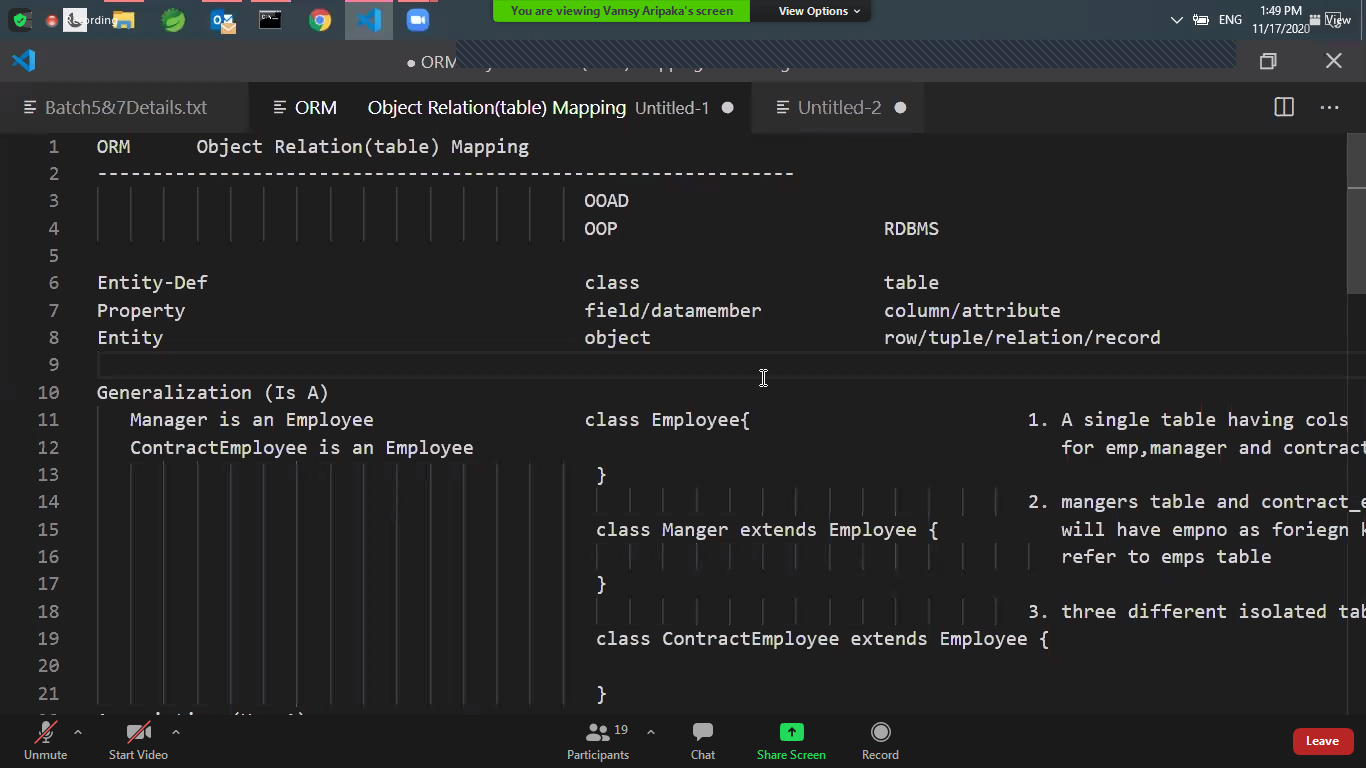 You are viewing Vamsy Aripaka's screen
View Options
ENG
1:49 PM
11/17/2020
View
ORM
Batch5&7Details.txt
ORM Object Relation(table) Mapping Untitled-1
Untitled-2
1 ORM Object Relation(table) Mapping
2 ---------------------------------------------------------------
3 OOAD
4 OOP RDBMS
5
6 Entity-Def class table
7 Property field/datamember column/attribute
8 Entity object row/tuple/relation/record
9
10 Generalization (Is A)
11 Manager is an Employee class Employee{ 1. A single table having cols
12 ContractEmployee is an Employee for emp,manager and contract
13 }
14 2. mangers table and contract_e
15 class Manger extends Employee { will have empno as foriegn k
16 refer to emps table
17 }
18 3. three different isolated tab
19 class ContractEmployee extends Employee {
20
21 }
Unmute
Start Video
19
Participants
Chat
Share Screen
Record
Leave